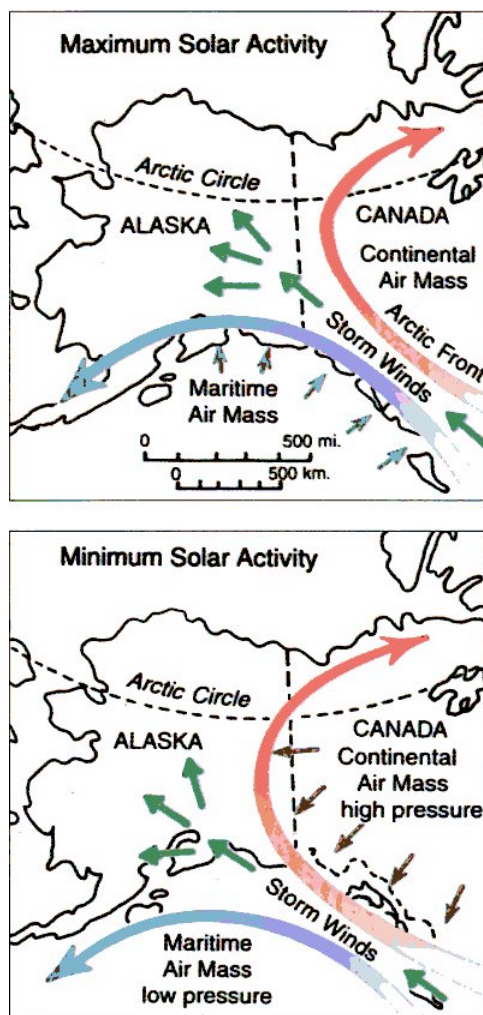 Maximum Solar Activity
Arctic Circle
ALASKA
CANADA
Continental
Air Mass
Arctic Front
Storm Winds
Maritime
Air Mass
0 500 mi.
0 500 km.
Minimum Solar Activity
Arctic Circle
ALASKA
CANADA
Continental
Air Mass
high pressure
Storm Winds
Maritime
Air Mass
low pressure